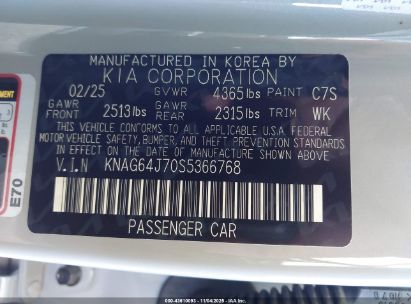 MANUFACTURED IN KOREA BY
KIA CORPORATION
02/25 GVWR 4365 lbs PAINT C7S
GAWR FRONT 2513 lbs GAWR REAR 2315 lbs TRIM WK
THIS VEHICLE CONFORMS TO ALL APPLICABLE U.S.A. FEDERAL
MOTOR VEHICLE SAFETY, BUMPER, AND THEFT PREVENTION STANDARDS
IN EFFECT ON THE DATE OF MANUFACTURE SHOWN ABOVE.
V.I.N KNAG64J70S5366768
PASSENGER CAR
E70